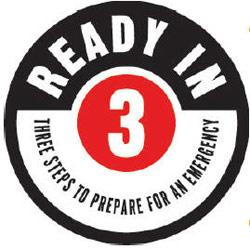 READY IN
3
THREE STEPS TO PREPARE FOR AN EMERGENCY